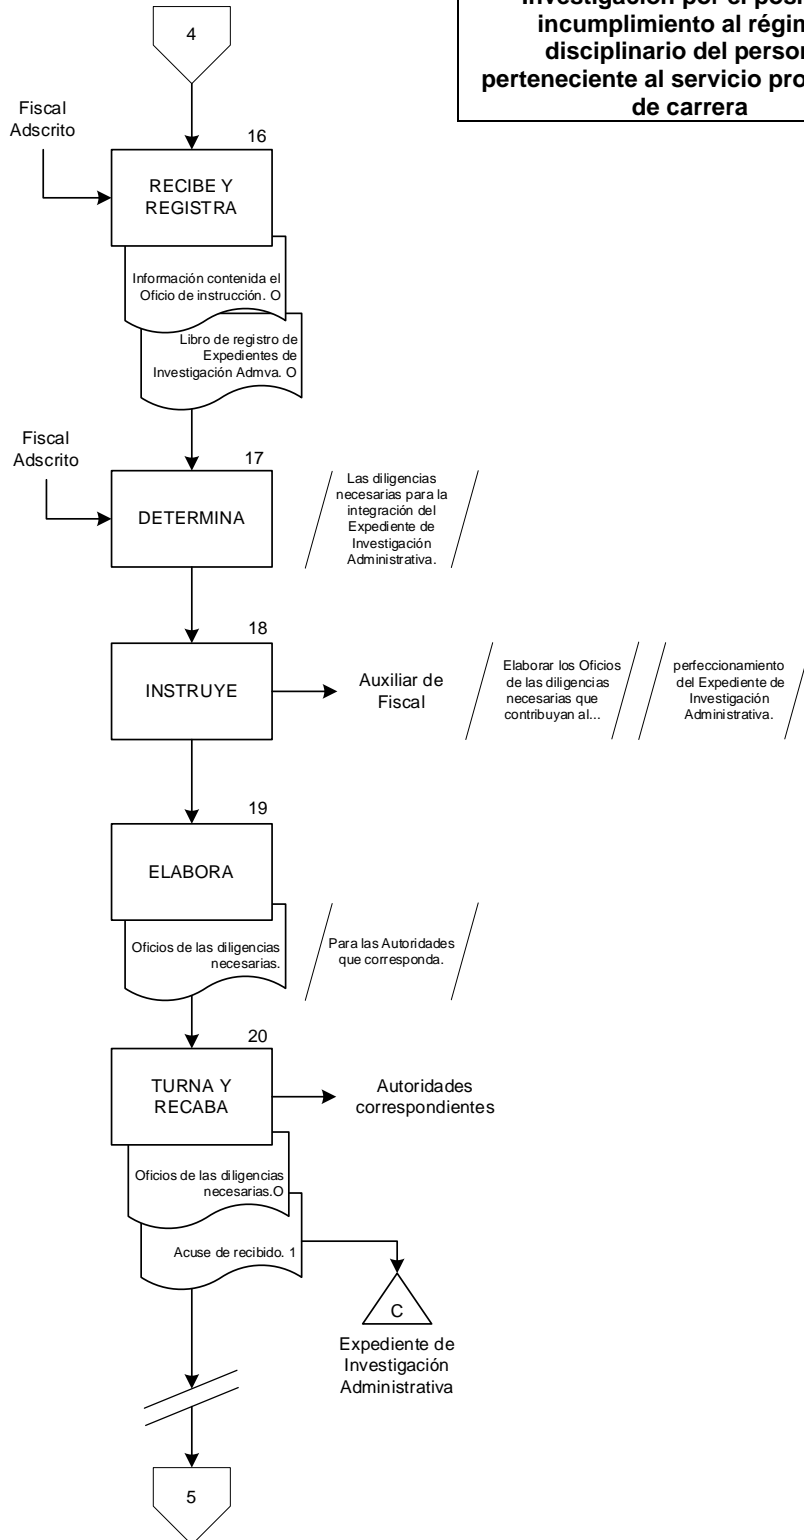 4
Investigación por el posi
incumplimiento al régim
disciplinario del person
perteneciente al servicio pro
de carrera
Fiscal
Adscrito
16
RECIBE Y
REGISTRA
Información contenida el
Oficio de instrucción. O
Libro de registro de
Expedientes de
Investigación Admva. O
Fiscal
Adscrito
17
DETERMINA
Las diligencias
necesarias para la
integración del
Expediente de
Investigación
Administrativa.
18
INSTRUYE
Auxiliar de
Fiscal
Elaborar los Oficios
de las diligencias
necesarias que
contribuyan al...
perfeccionamiento
del Expediente de
Investigación
Administrativa.
19
ELABORA
Oficios de las diligencias
necesarias.
Para las Autoridades
que corresponda.
20
TURNA Y
RECABA
Autoridades
correspondientes
Oficios de las diligencias
necesarias.O
Acuse de recibido. 1
C
Expediente de
Investigación
Administrativa
5